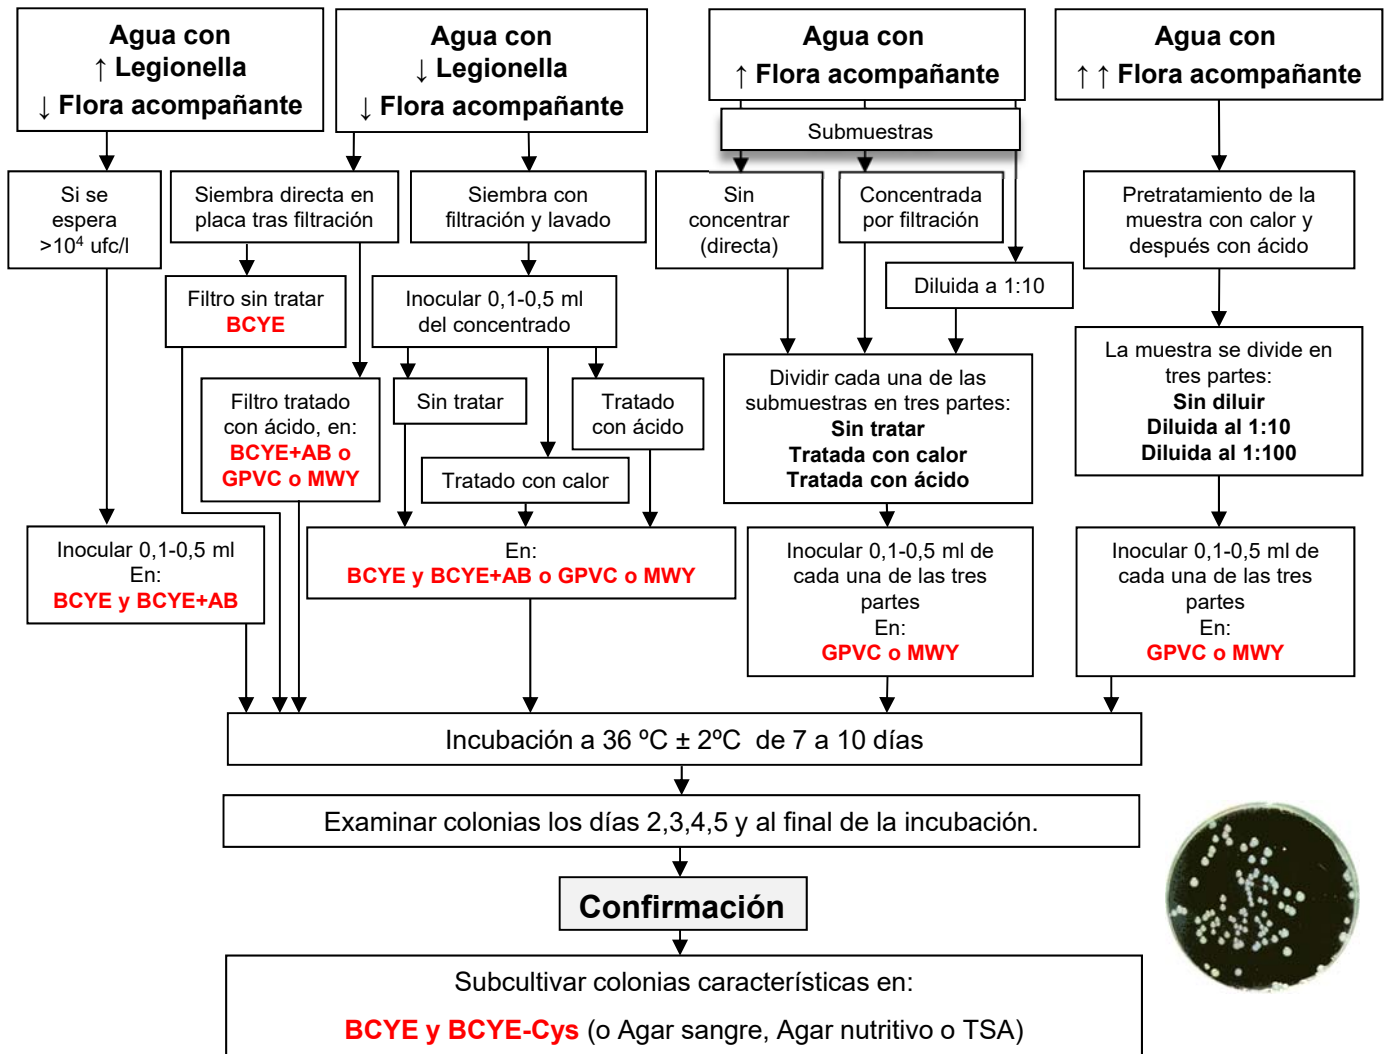 Agua con
↑ Legionella
↓ Flora acompañante
Agua con
↓ Legionella
↓ Flora acompañante
Agua con
↑ Flora acompañante
Agua con
↑ ↑ Flora acompañante
Submuestras
Si se
espera
>10⁴ ufc/l
Siembra directa en
placa tras filtración
Siembra con
filtración y lavado
Sin
concentrar
(directa)
Concentrada
por filtración
Pretratamiento de la
muestra con calor y
después con ácido
Filtro sin tratar
BCYE
Inocular 0,1-0,5 ml
del concentrado
Diluida a 1:10
Filtro tratado
con ácido, en:
BCYE+AB o
GPVC o MWY
Sin tratar
Tratado
con ácido
Tratado con calor
Dividir cada una de las
submuestras en tres partes:
Sin tratar
Tratada con calor
Tratada con ácido
La muestra se divide en
tres partes:
Sin diluir
Diluida al 1:10
Diluida al 1:100
Inocular 0,1-0,5 ml
En:
BCYE y BCYE+AB
En:
BCYE y BCYE+AB o GPVC o MWY
Inocular 0,1-0,5 ml de
cada una de las tres
partes
En:
GPVC o MWY
Inocular 0,1-0,5 ml de
cada una de las tres
partes
En:
GPVC o MWY
Incubación a 36 ºC ± 2ºC de 7 a 10 días
Examinar colonias los días 2,3,4,5 y al final de la incubación.
Confirmación
Subcultivar colonias características en:
BCYE y BCYE-Cys (o Agar sangre, Agar nutritivo o TSA)